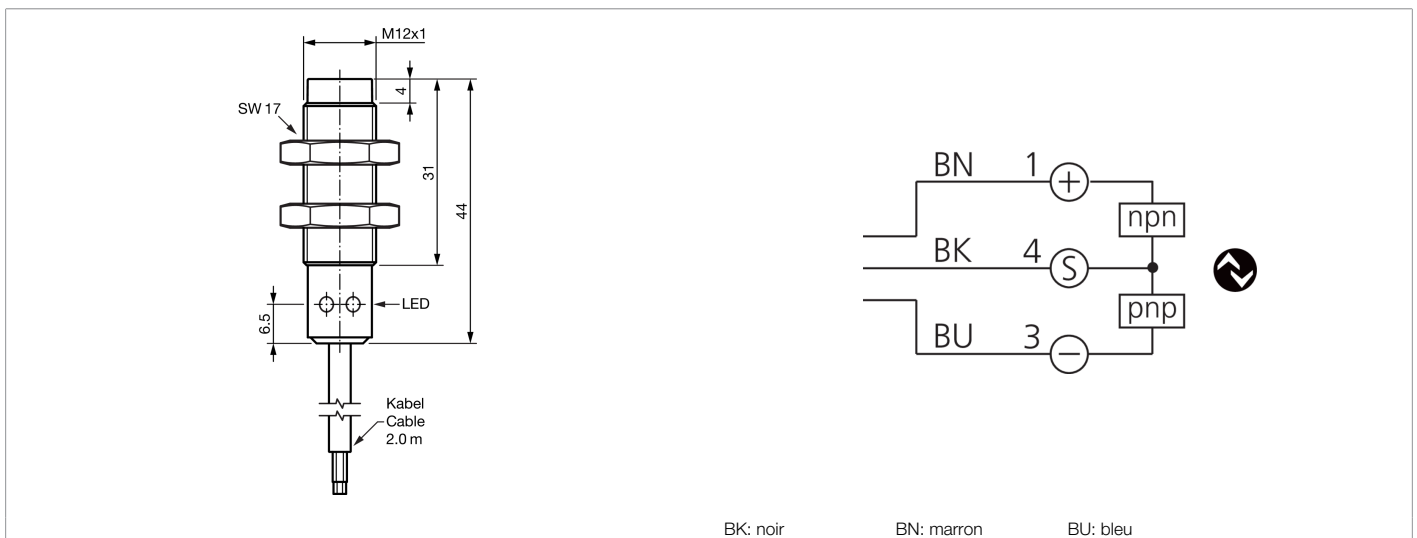 M12x1
SW 17
4
31
44
LED
6.5
Kabel
Cable
2.0 m
BN 1 +
npn
BK 4 S
pnp
BU 3 −
BK: noir BN: marron BU: bleu